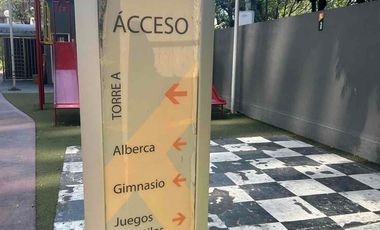 ÁCCESO
TORRE A
Alberca
Gimnasio
Juegos